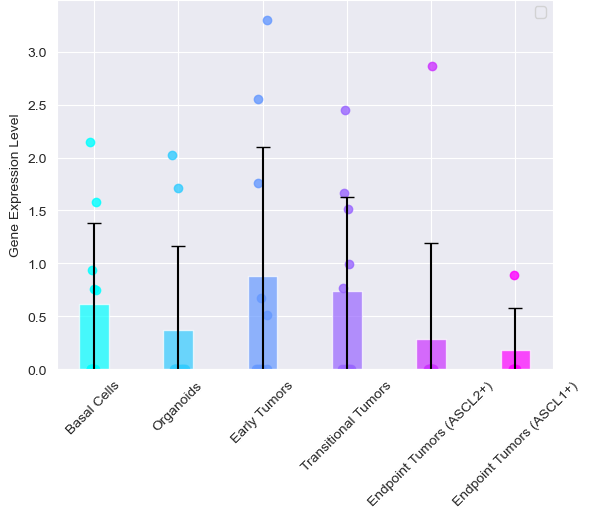 Gene Expression Level
3.0
2.5
2.0
1.5
1.0
0.5
0.0
Basal Cells
Organoids
Early Tumors
Transitional Tumors
Endpoint Tumors (ASCL2+)
Endpoint Tumors (ASCL1+)